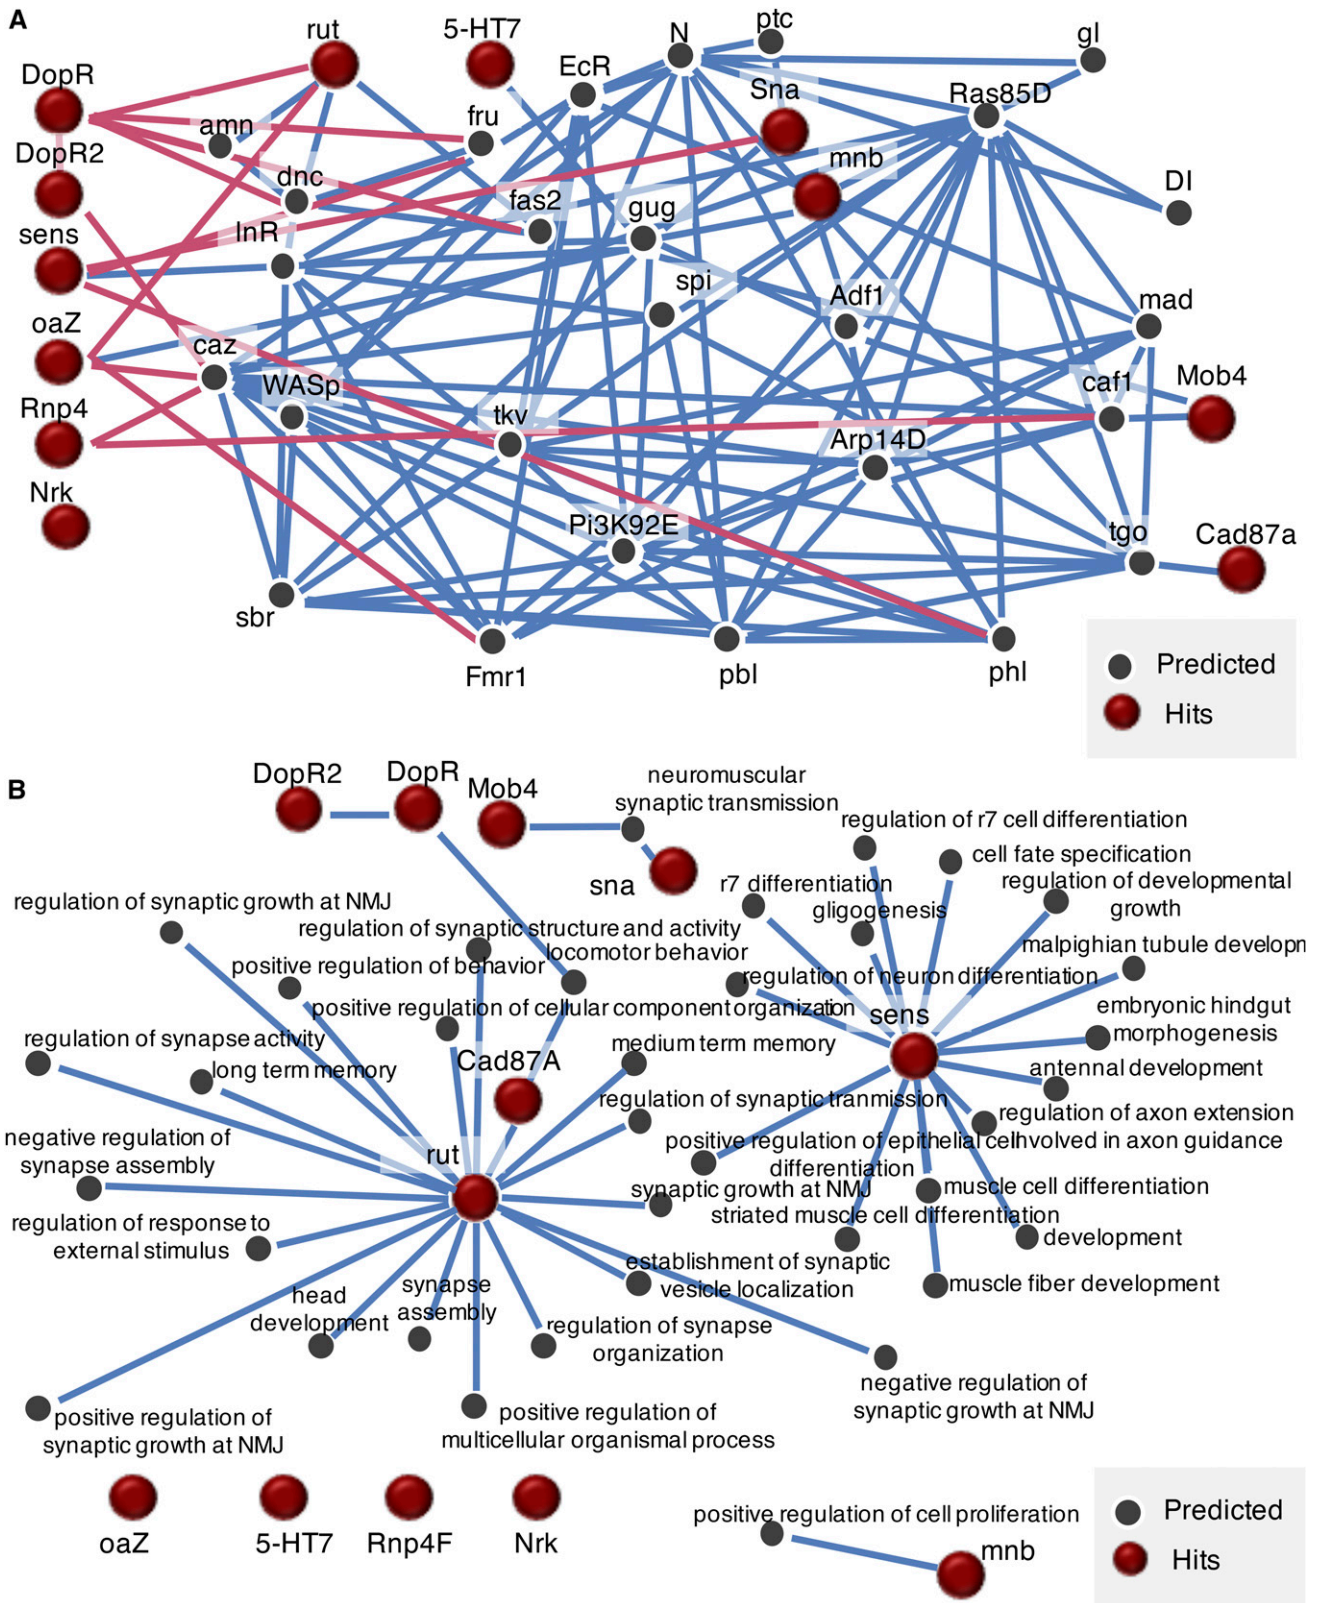 A
rut
5-HT7
N
ptc
gl
DopR
EcR
Sna
Ras85D
amn
fru
DopR2
mnb
dnc
Dl
fas2
gug
sens
InR
spi
Adf1
mad
oaZ
caz
WASp
caf1
Mob4
Rnp4
tkv
Arp14D
Nrk
Pi3K92E
tgo
Cad87a
sbr
Fmr1
pbl
phl
Predicted
Hits
B
DopR2
DopR
Mob4
neuromuscular
synaptic transmission
sna
regulation of r7 cell differentiation
cell fate specification
r7 differentiation
regulation of developmental
growth
gligogenesis
regulation of synaptic growth at NMJ
regulation of synaptic structure and activity
locomotor behavior
malpighian tubule developn
positive regulation of behavior
regulation of neuron differentiation
positive regulation of cellular component organization
sens
embryonic hindgut
morphogenesis
regulation of synapse activity
long term memory
Cad87A
medium term memory
antennal development
regulation of synaptic tranmission
regulation of axon extension
involved in axon guidance
negative regulation of
synapse assembly
rut
positive regulation of epithelial cell
differentiation
synaptic growth at NMJ
muscle cell differentiation
striated muscle cell differentiation
regulation of response to
external stimulus
development
establishment of synaptic
vesicle localization
muscle fiber development
head
development
synapse
assembly
regulation of synapse
organization
negative regulation of
synaptic growth at NMJ
positive regulation of
synaptic growth at NMJ
positive regulation of
multicellular organismal process
oaZ
5-HT7
Rnp4F
Nrk
positive regulation of cell proliferation
mnb
Predicted
Hits